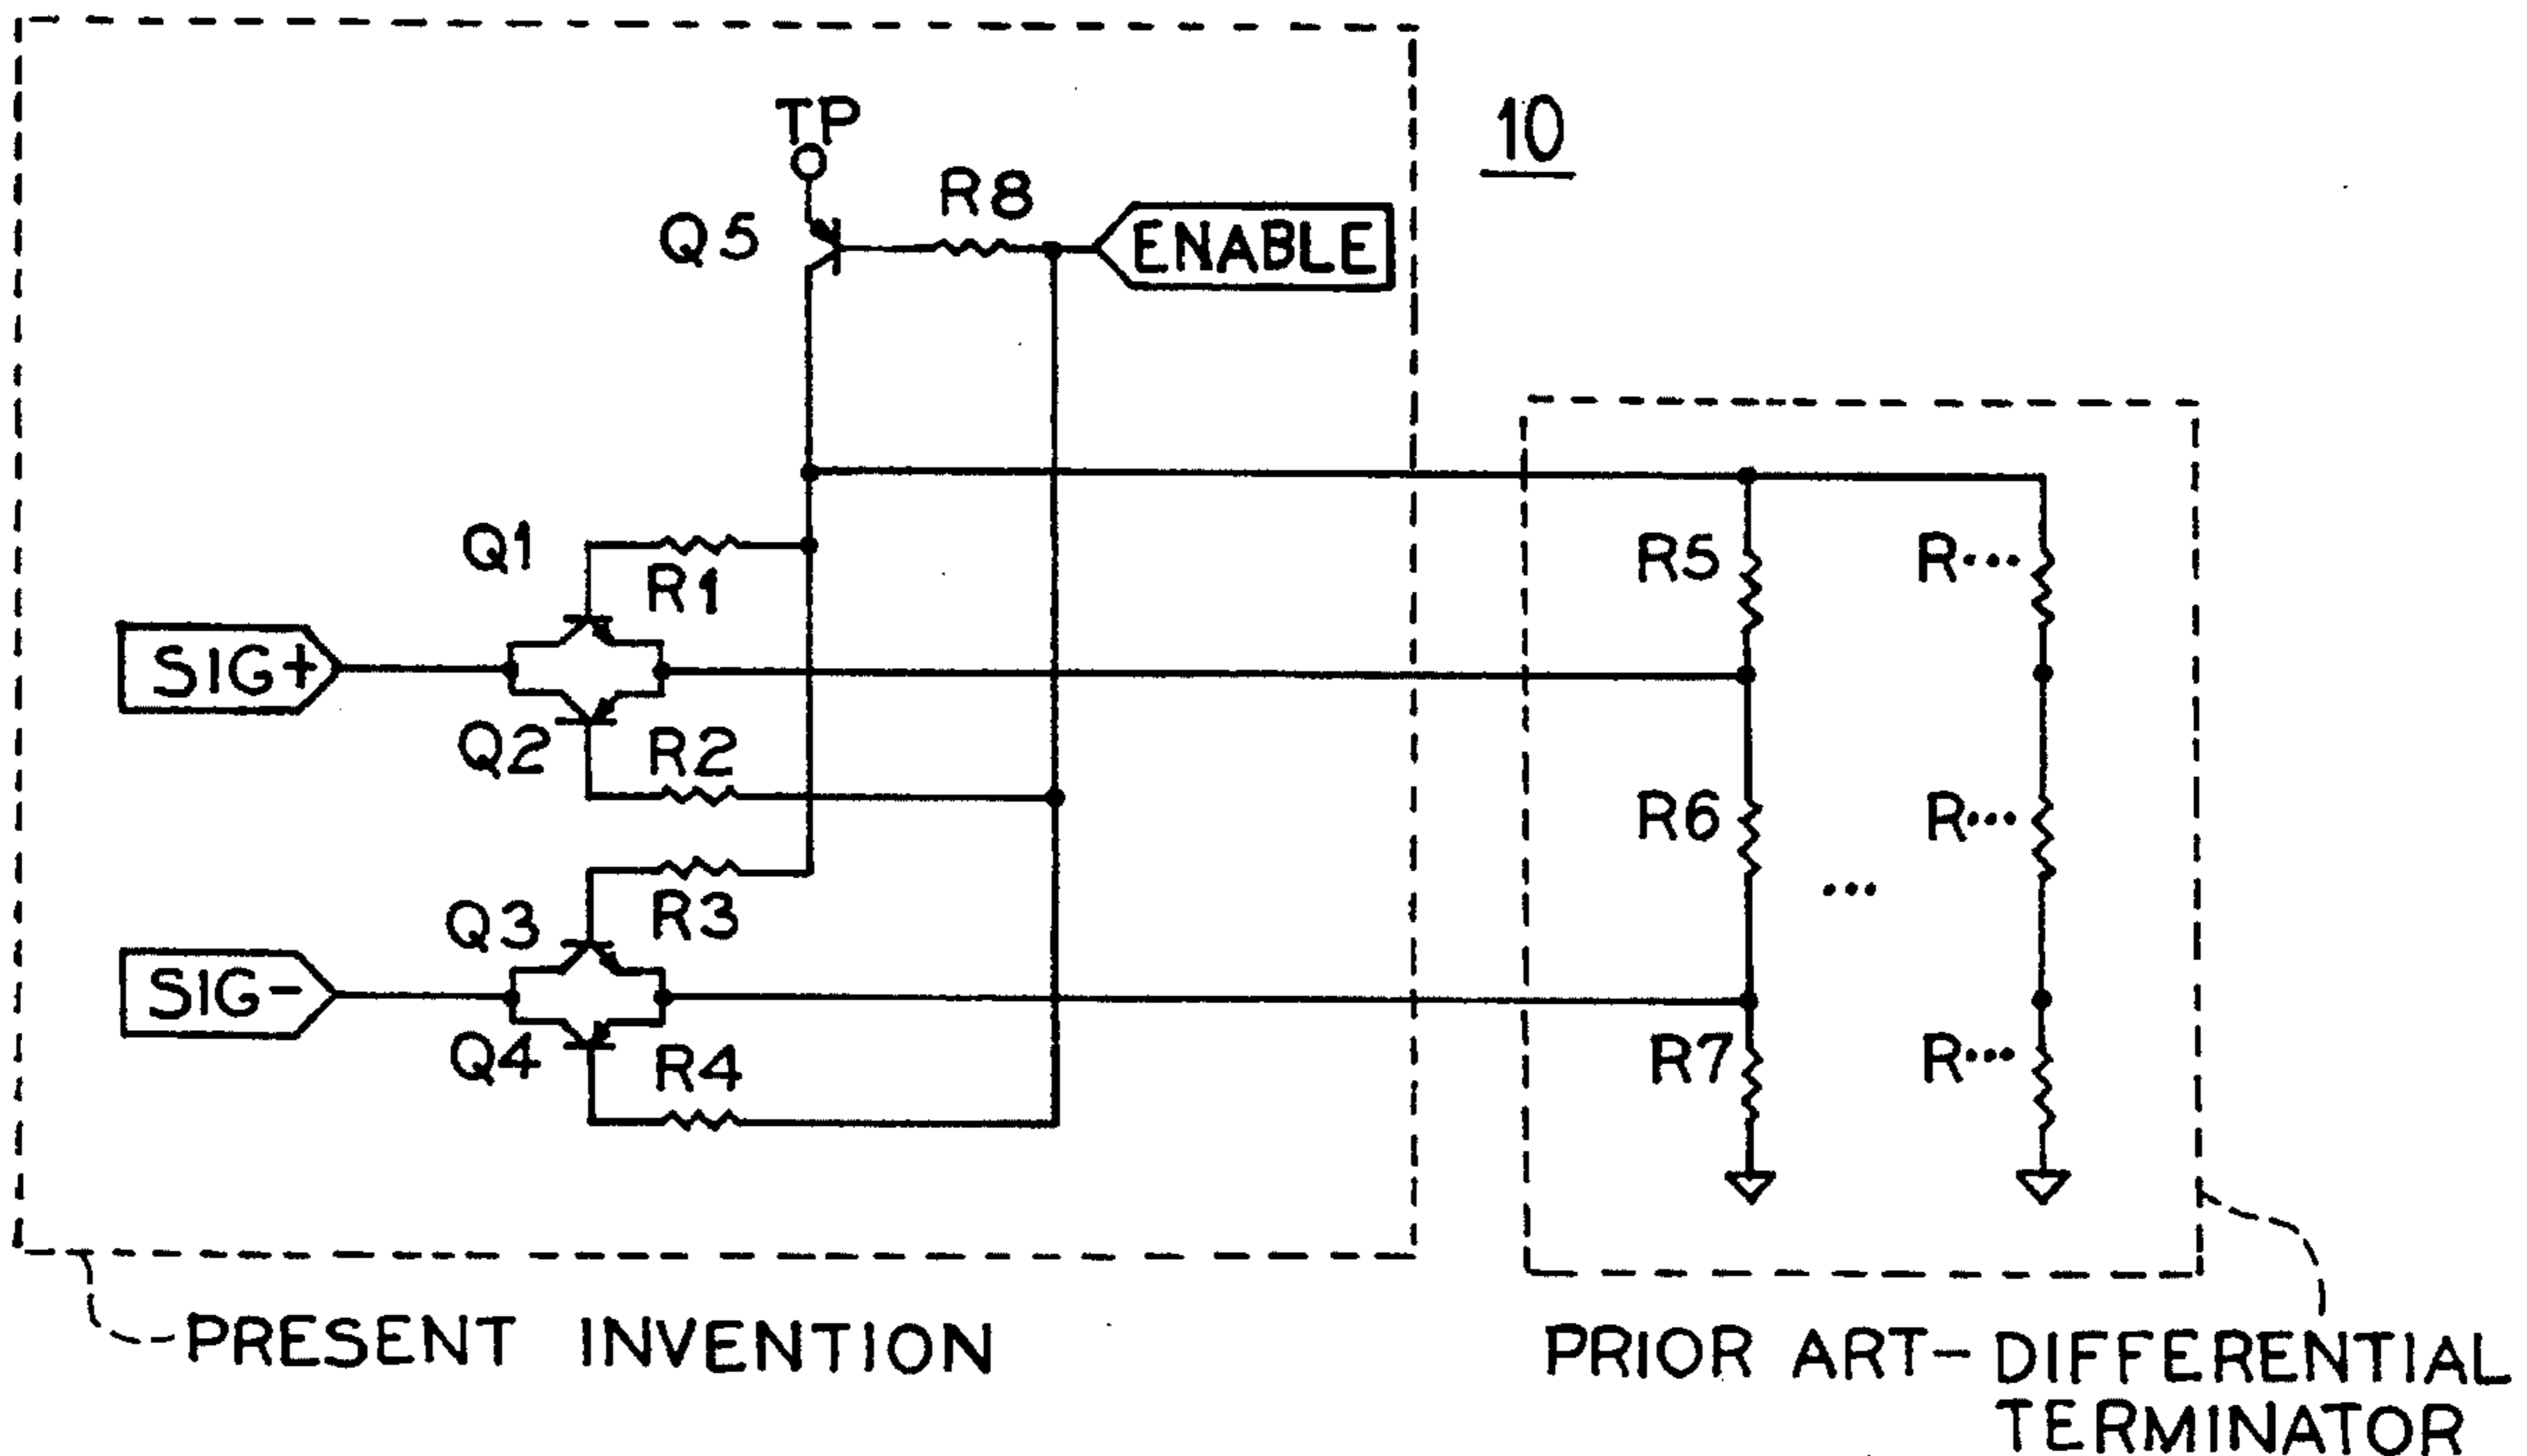 TP
10
R8
Q5
ENABLE
Q1
R1
R5
R...
SIG+
Q2
R2
R6
R...
...
Q3
R3
SIG-
Q4
R4
R7
R...
PRESENT INVENTION
PRIOR ART- DIFFERENTIAL
TERMINATOR